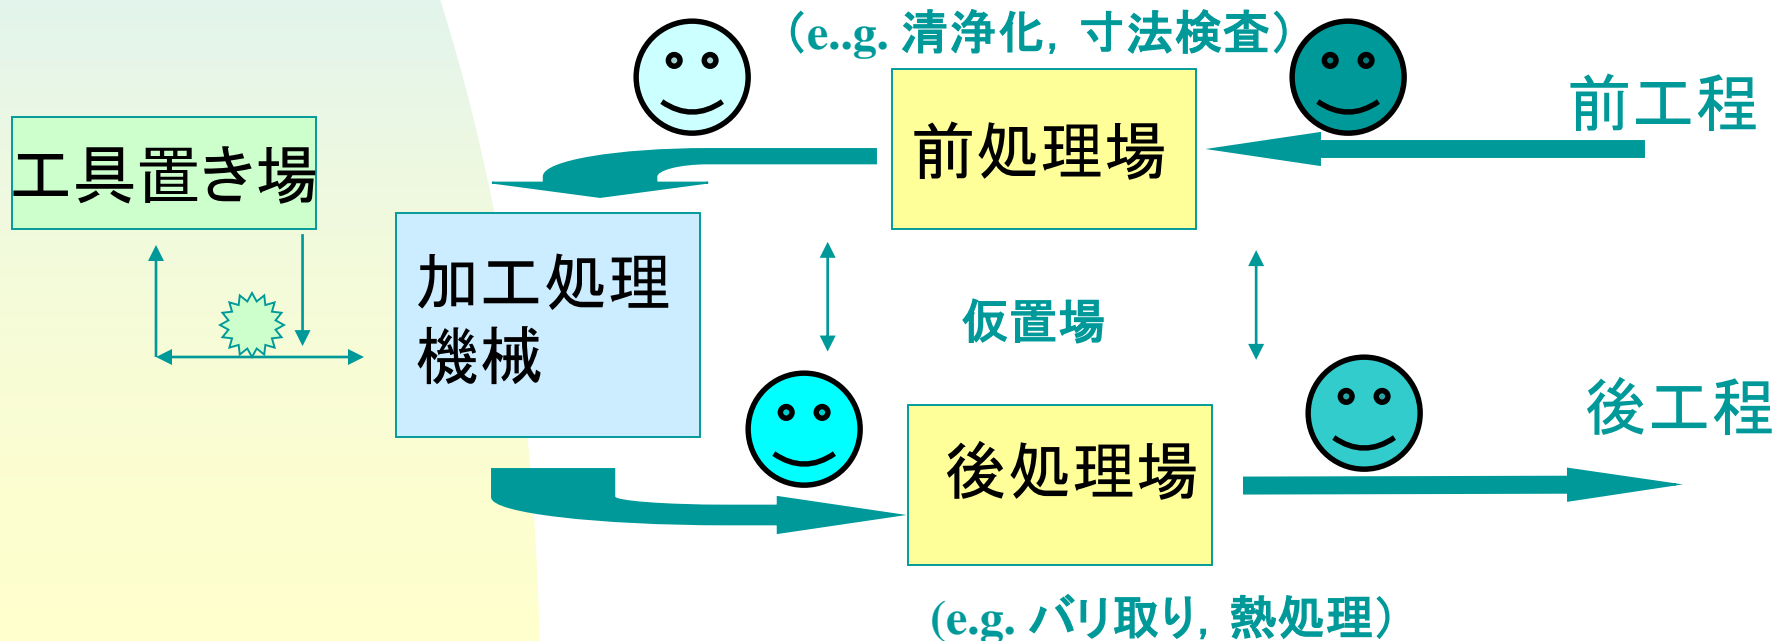 （e..g. 清浄化，寸法検査）
前工程
前処理場
工具置き場
加工処理
機械
仮置場
後工程
後処理場
(e.g. バリ取り，熱処理）